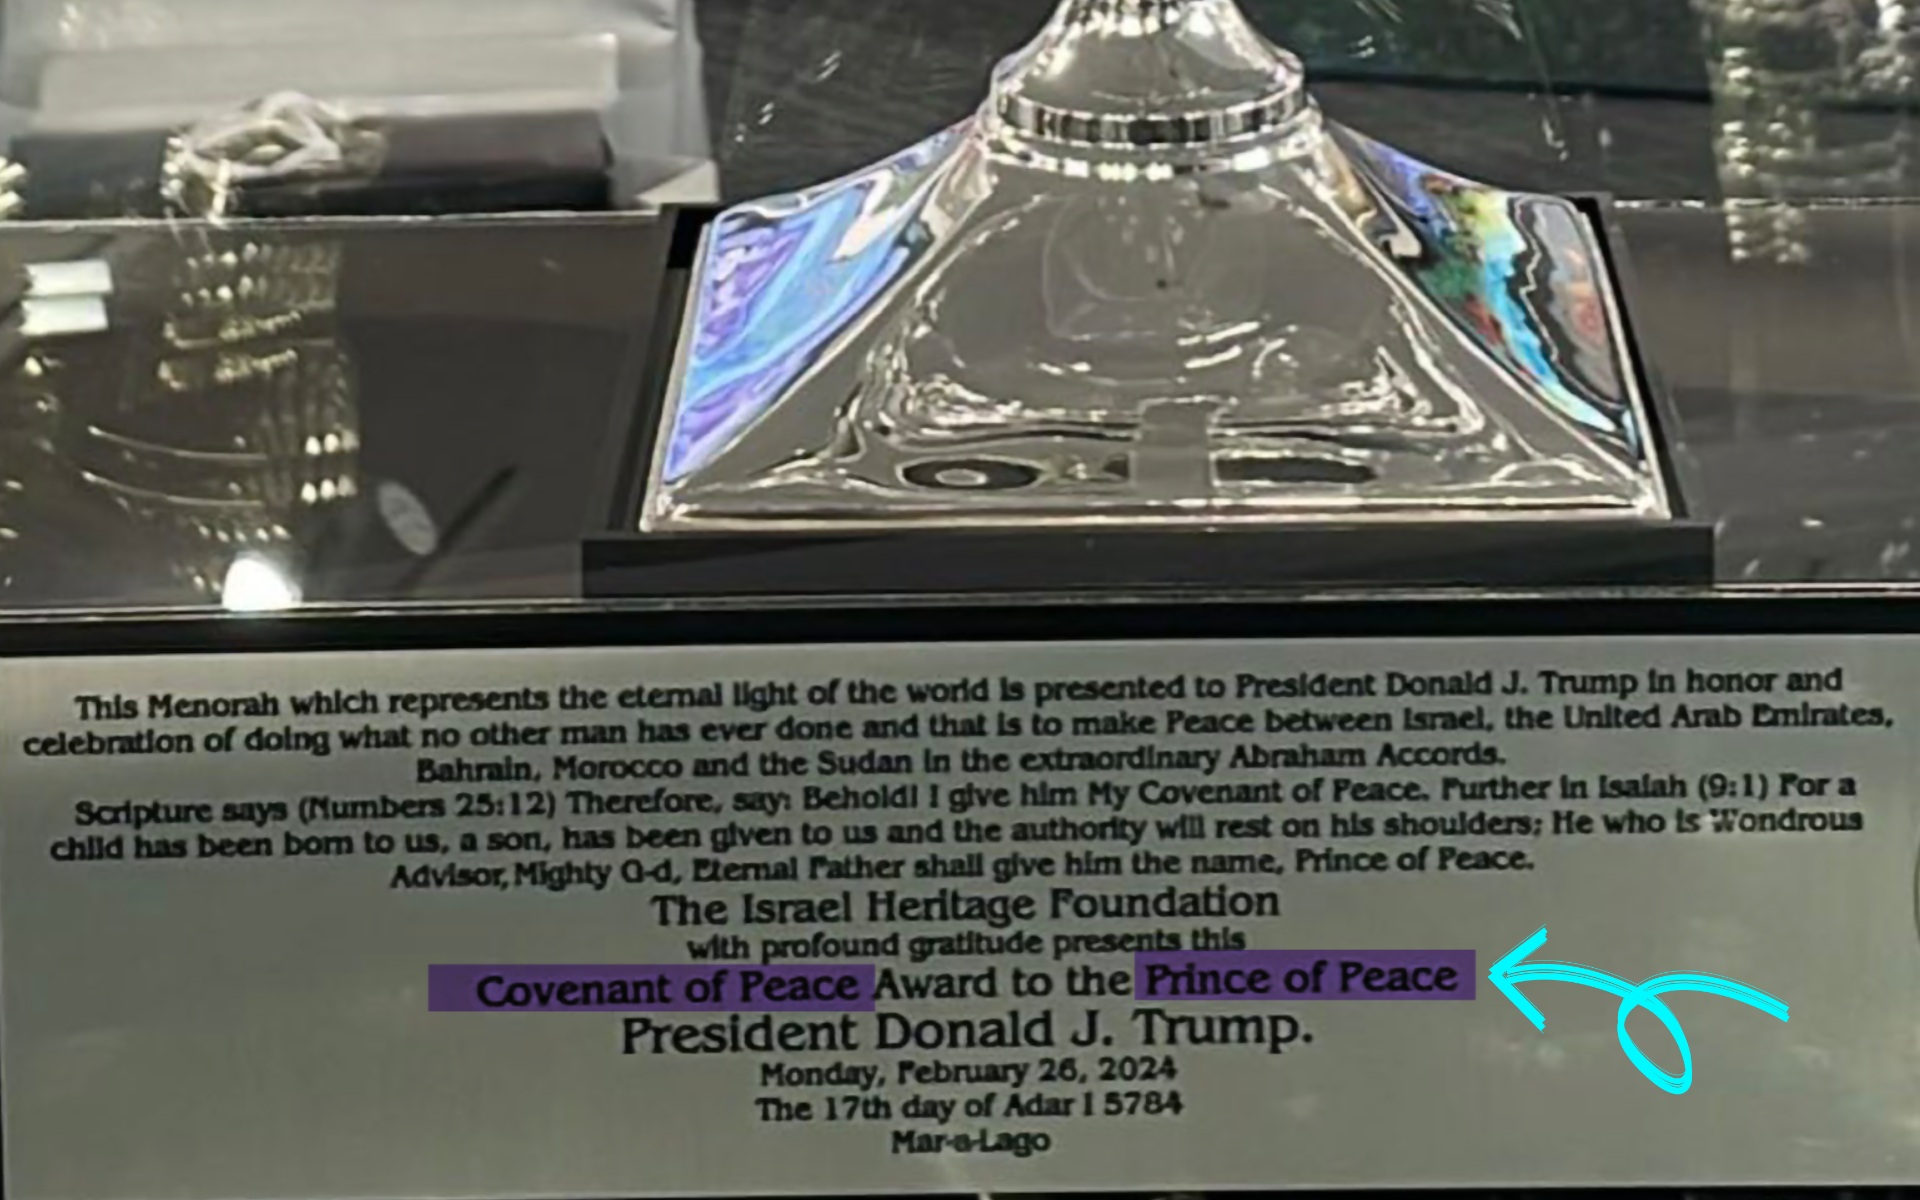 This Menorah which represents the eternal light of the world is presented to President Donald J. Trump in honor and
celebration of doing what no other man has ever done and that is to make Peace between Israel, the United Arab Emirates,
Bahrain, Morocco and the Sudan in the extraordinary Abraham Accords.
Scripture says (Numbers 25:12) Therefore, say: Behold! I give him My Covenant of Peace. Further in Isaiah (9:1) For a
child has been born to us, a son, has been given to us and the authority will rest on his shoulders; He who is Wondrous
Advisor, Mighty G-d, Eternal Father shall give him the name, Prince of Peace.
The Israel Heritage Foundation
with profound gratitude presents this
Covenant of Peace Award to the Prince of Peace
President Donald J. Trump.
Monday, February 26, 2024
The 17th day of Adar I 5784
Mar-a-Lago